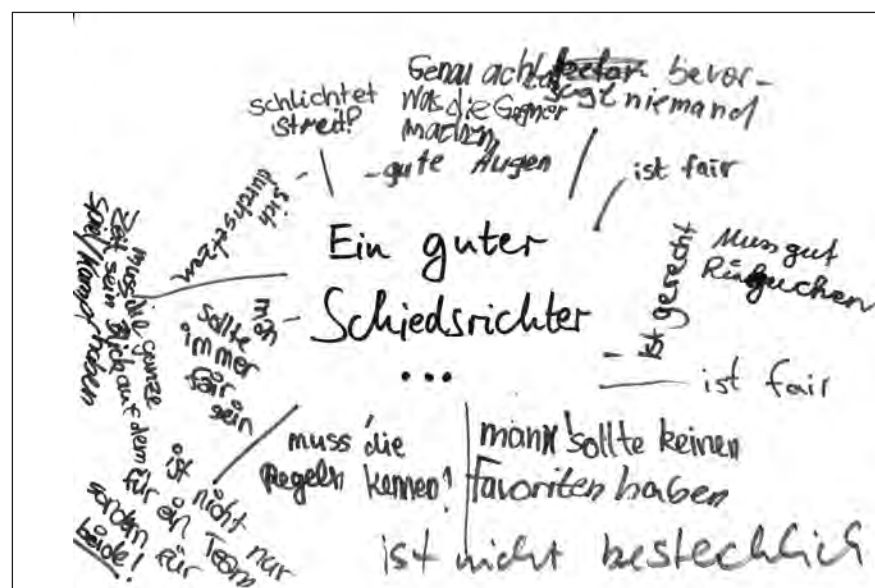 Ein guter
Schiedsrichter
...
schlichtet
streit?
Genau
was die Gegner
machen,
- gute Augen
bevor-
zugt niemand
ist fair
ist gerecht
Muss gut
ist fair
mann sollte keinen
Favoriten haben
ist nicht bestechlich
muss die
Regeln kennen!
ist nicht nur
für ein Team
sondern für
beide!
man
sollte
immer
fair
sein
muss die ganze
Zeit sein Blick auf dem
Spiel/Kampf haben
sich
durchsetzen